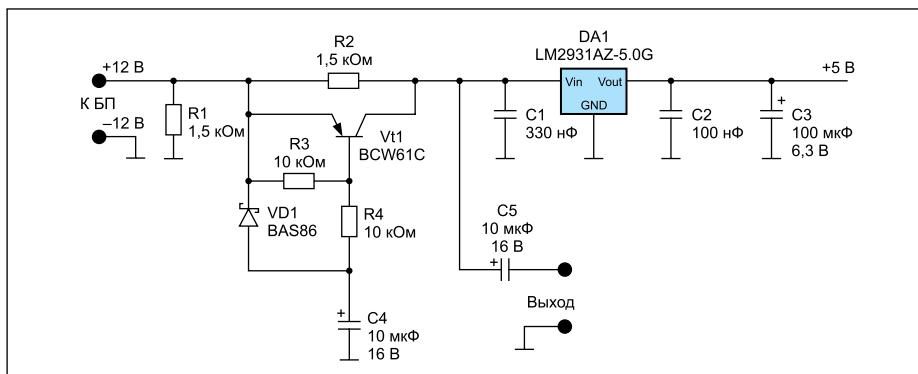 DA1
LM2931AZ-5.0G
R2
1,5 кОм
+12 В
+5 В
Vin
Vout
GND
К БП
R1
1,5 кОм
–12 В
Vt1
BCW61C
C1
330 нФ
C2
100 нФ
+
C3
100 мкФ
6,3 В
R3
10 кОм
VD1
BAS86
R4
10 кОм
C5
10 мкФ
16 В
+
Выход
+
C4
10 мкФ
16 В